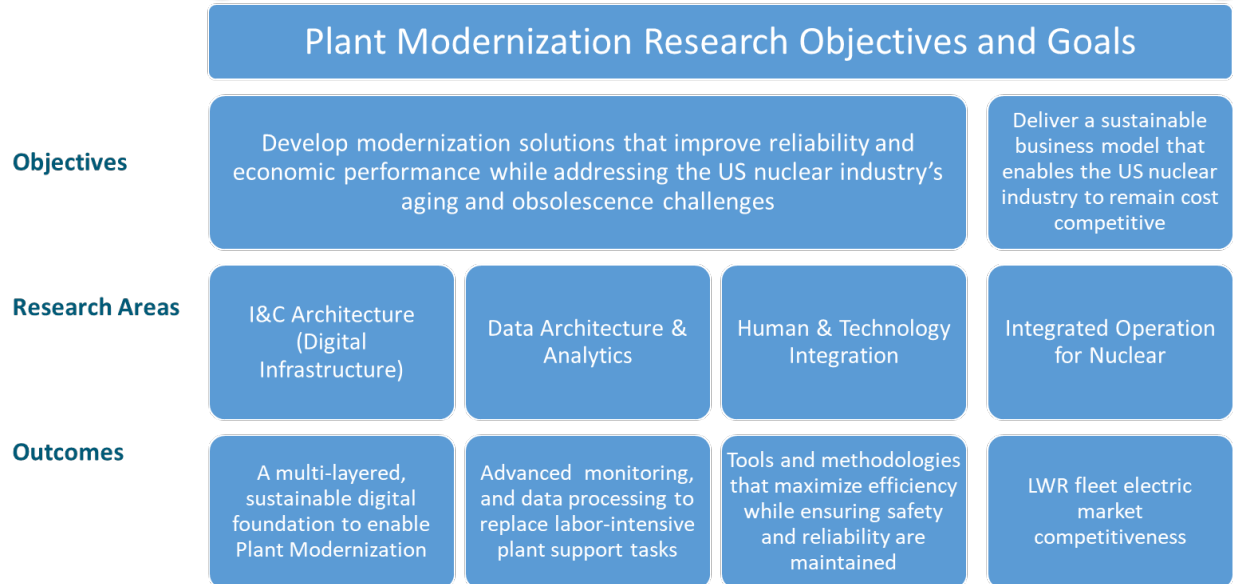 Plant Modernization Research Objectives and Goals
Objectives
Develop modernization solutions that improve reliability and
economic performance while addressing the US nuclear industry's
aging and obsolescence challenges
Deliver a sustainable
business model that
enables the US nuclear
industry to remain cost
competitive
Research Areas
I&C Architecture
(Digital
Infrastructure)
Data Architecture &
Analytics
Human & Technology
Integration
Integrated Operation
for Nuclear
Outcomes
A multi-layered,
sustainable digital
foundation to enable
Plant Modernization
Advanced monitoring,
and data processing to
replace labor-intensive
plant support tasks
Tools and methodologies
that maximize efficiency
while ensuring safety
and reliability are
maintained
LWR fleet electric
market
competitiveness